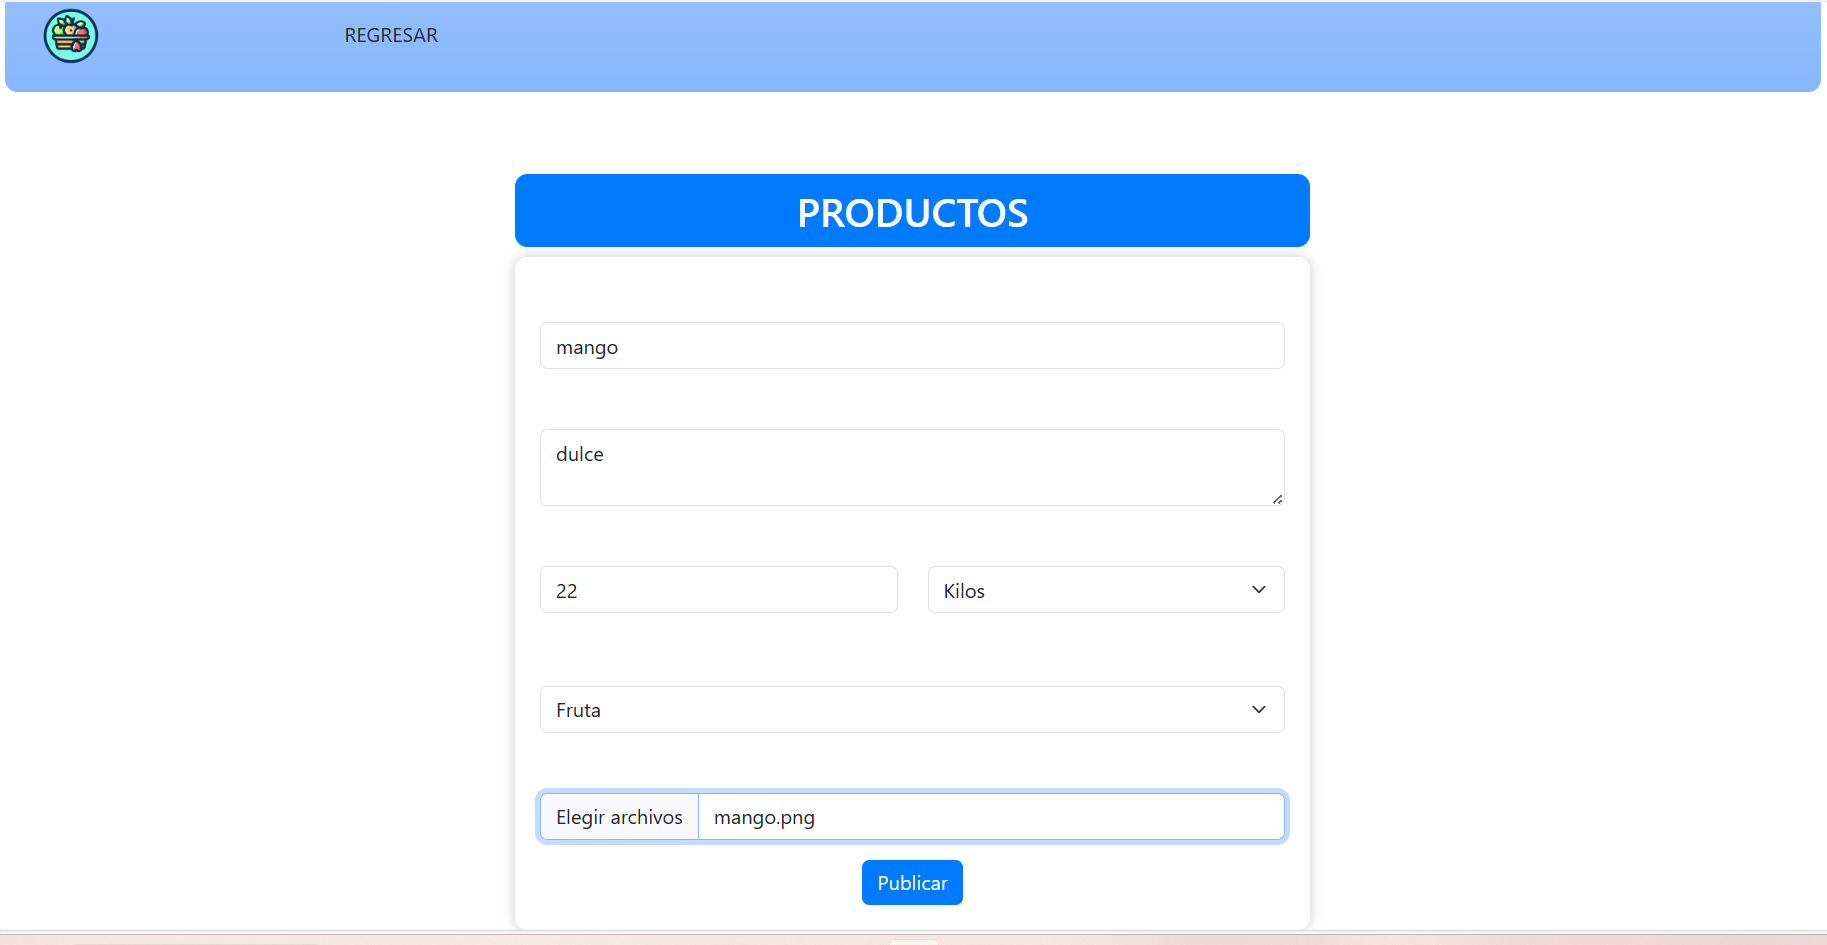 REGRESAR
PRODUCTOS
mango
dulce
22
Kilos
Fruta
Elegir archivos mango.png
Publicar